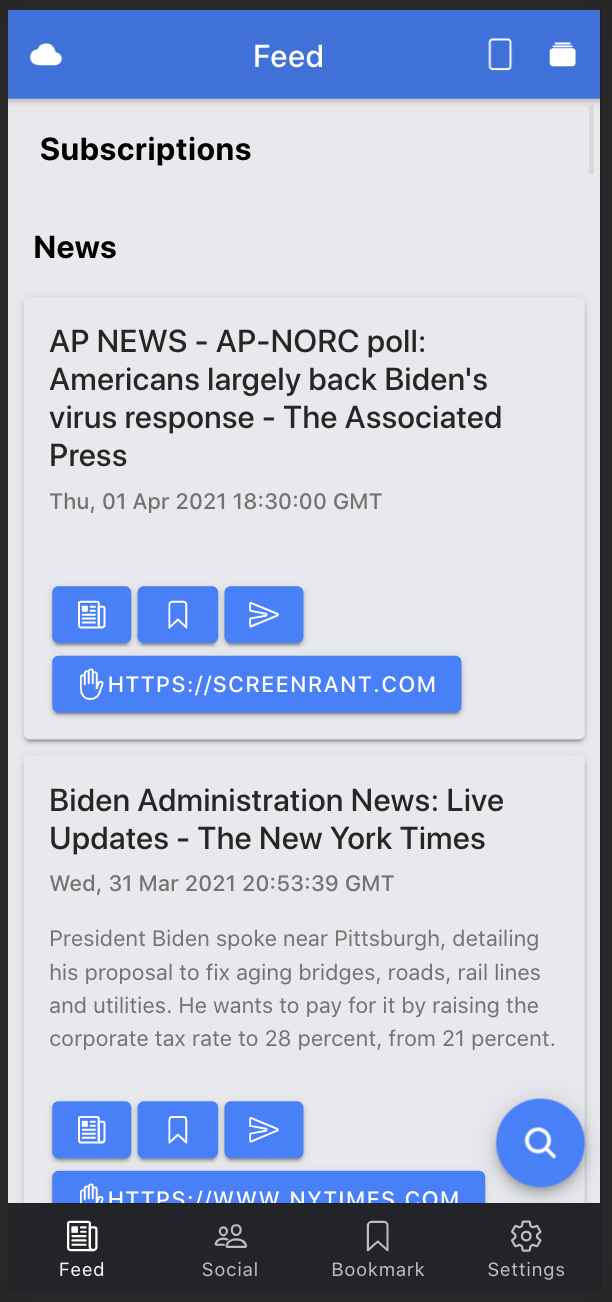 Feed
Subscriptions
News
AP NEWS - AP-NORC poll:
Americans largely back Biden's
virus response - The Associated
Press
Thu, 01 Apr 2021 18:30:00 GMT
HTTPS://SCREENRANT.COM
Biden Administration News: Live
Updates - The New York Times
Wed, 31 Mar 2021 20:53:39 GMT
President Biden spoke near Pittsburgh, detailing
his proposal to fix aging bridges, roads, rail lines
and utilities. He wants to pay for it by raising the
corporate tax rate to 28 percent, from 21 percent.
HTTPS://WWW.NYTIMES.COM
Feed
Social
Bookmark
Settings